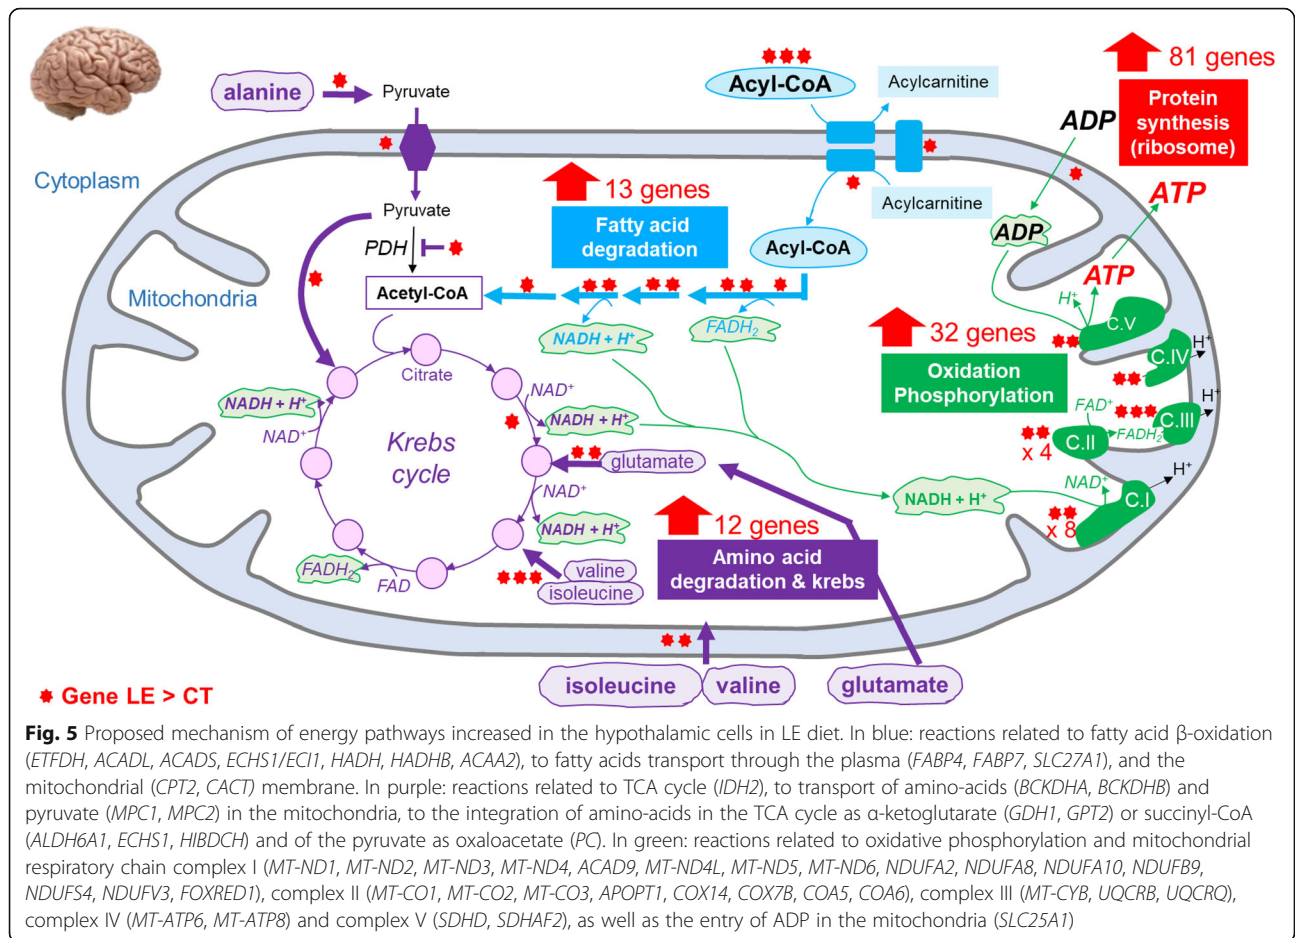 81 genes
Protein
synthesis
(ribosome)
Acyl-CoA
Acylcarnitine
alanine
Pyruvate
ADP
Cytoplasm
13 genes
Fatty acid
degradation
Acylcarnitine
ATP
Pyruvate
PDH
Acyl-CoA
ADP
Mitochondria
Acetyl-CoA
ATP
H⁺
C.V
NADH + H⁺
FADH₂
32 genes
Oxidation
Phosphorylation
C.IV
H⁺
Citrate
NAD⁺
NADH + H⁺
NAD⁺
NADH + H⁺
FAD⁺
C.III
H⁺
C.II
FADH₂
x 4
Krebs
cycle
glutamate
NAD⁺
NADH + H⁺
NADH + H⁺
NAD⁺
C.I
H⁺
x 8
12 genes
Amino acid
degradation & krebs
FADH₂
FAD
valine
isoleucine
isoleucine
valine
glutamate
Gene LE > CT
Fig. 5 Proposed mechanism of energy pathways increased in the hypothalamic cells in LE diet. In blue: reactions related to fatty acid β-oxidation
(ETFDH, ACADL, ACADS, ECHS1/ECI1, HADH, HADHB, ACAA2), to fatty acids transport through the plasma (FABP4, FABP7, SLC27A1), and the
mitochondrial (CPT2, CACT) membrane. In purple: reactions related to TCA cycle (IDH2), to transport of amino-acids (BCKDHA, BCKDHB) and
pyruvate (MPC1, MPC2) in the mitochondria, to the integration of amino-acids in the TCA cycle as α-ketoglutarate (GDH1, GPT2) or succinyl-CoA
(ALDH6A1, ECHS1, HIBDCH) and of the pyruvate as oxaloacetate (PC). In green: reactions related to oxidative phosphorylation and mitochondrial
respiratory chain complex I (MT-ND1, MT-ND2, MT-ND3, MT-ND4, ACAD9, MT-ND4L, MT-ND5, MT-ND6, NDUFA2, NDUFA8, NDUFA10, NDUFB9,
NDUFS4, NDUFV3, FOXRED1), complex II (MT-CO1, MT-CO2, MT-CO3, APOPT1, COX14, COX7B, COA5, COA6), complex III (MT-CYB, UQCRB, UQCRQ),
complex IV (MT-ATP6, MT-ATP8) and complex V (SDHD, SDHAF2), as well as the entry of ADP in the mitochondria (SLC25A1)